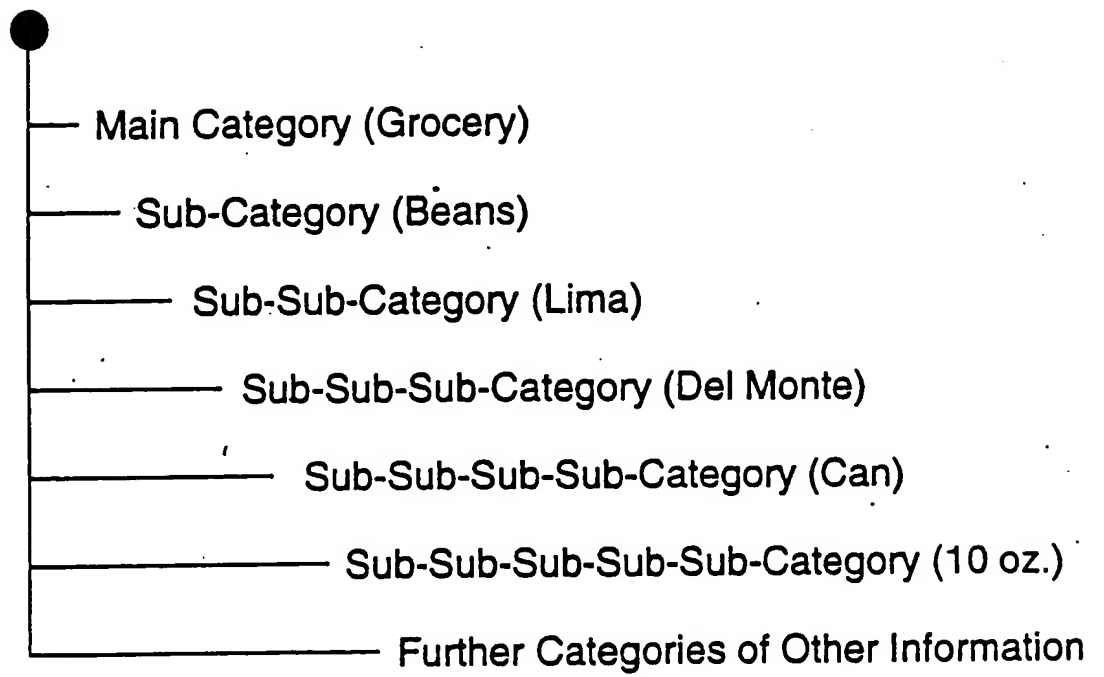 Main Category (Grocery)
Sub-Category (Beans)
Sub-Sub-Category (Lima)
Sub-Sub-Sub-Category (Del Monte)
Sub-Sub-Sub-Sub-Category (Can)
Sub-Sub-Sub-Sub-Sub-Category (10 oz.)
Further Categories of Other Information